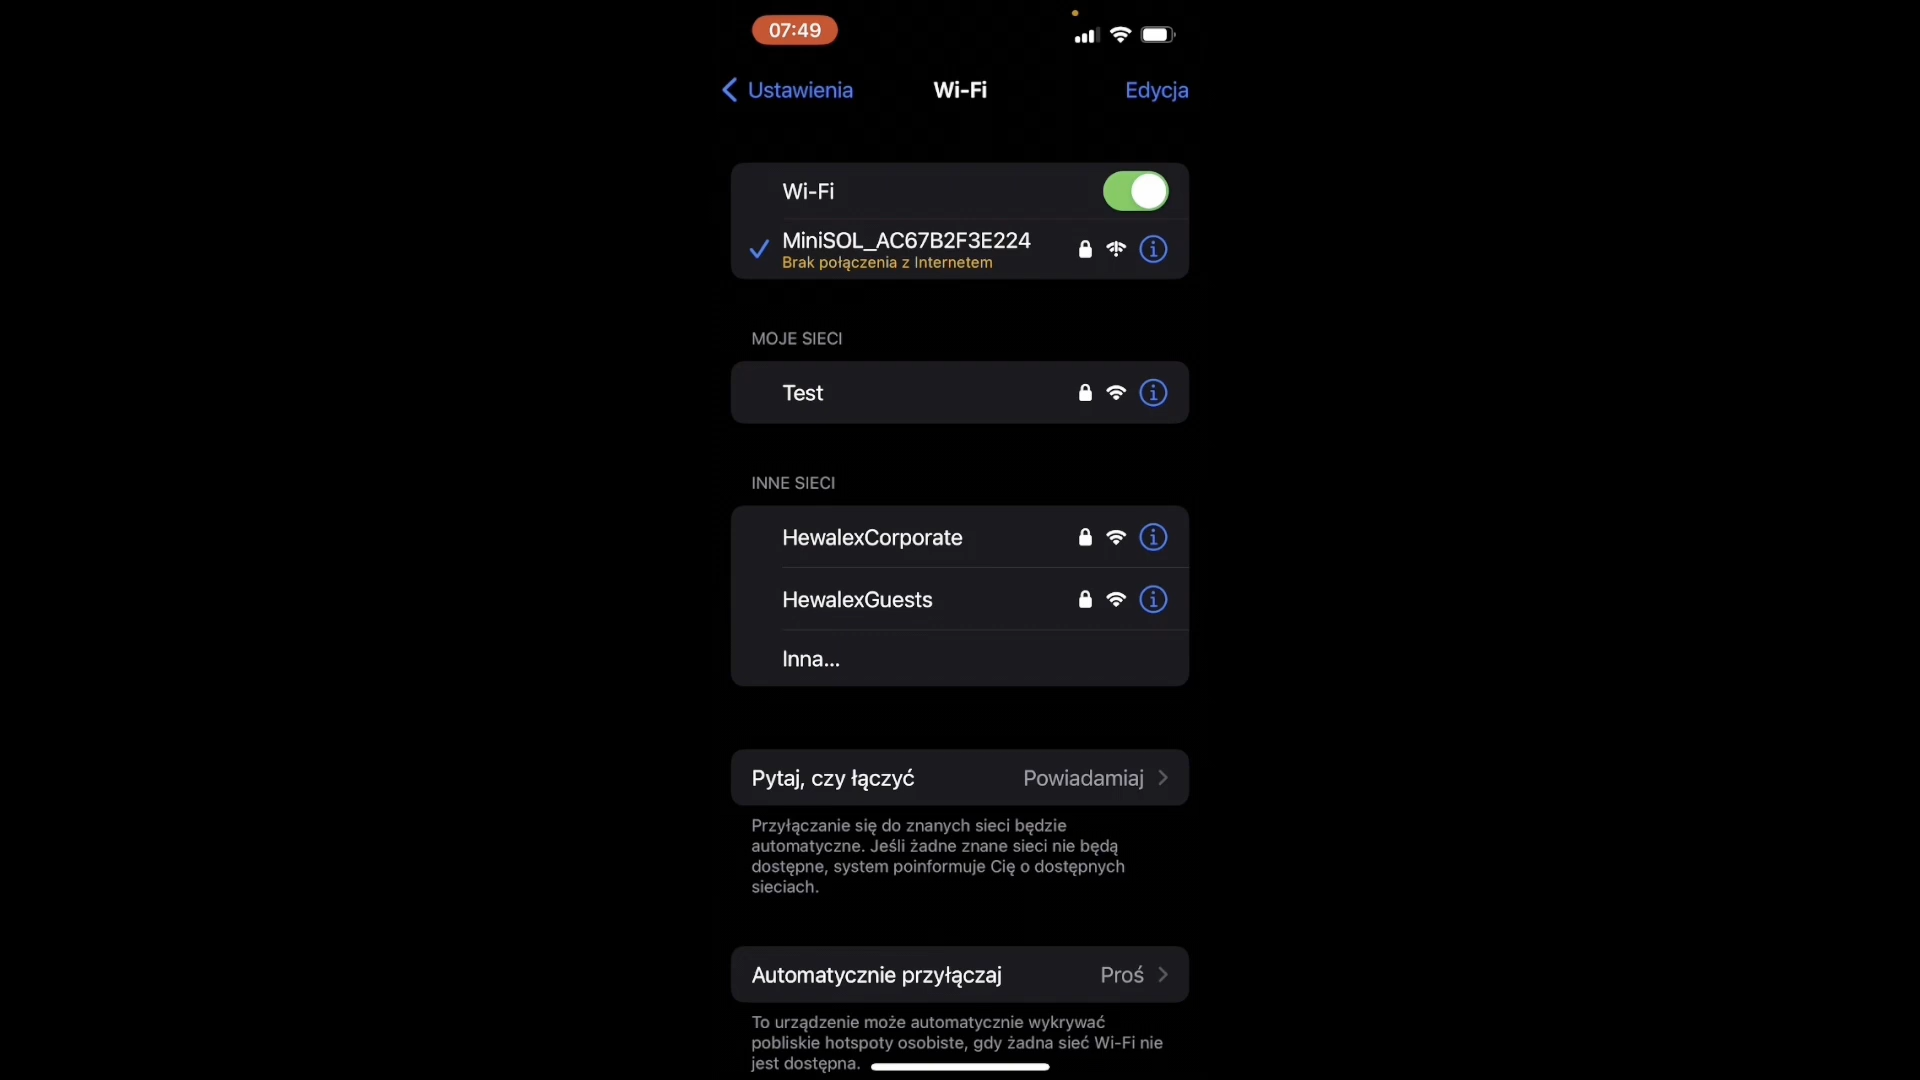 07:49
Ustawienia
Wi-Fi
Edycja
Wi-Fi
MiniSOL_AC67B2F3E224
Brak połączenia z Internetem
MOJE SIECI
Test
INNE SIECI
HewalexCorporate
HewalexGuests
Inna...
Pytaj, czy łączyć Powiadamiaj
Przyłączanie się do znanych sieci będzie
automatyczne. Jeśli żadne znane sieci nie będą
dostępne, system poinformuje Cię o dostępnych
sieciach.
Automatycznie przyłączaj Proś
To urządzenie może automatycznie wykrywać
pobliskie hotspoty osobiste, gdy żadna sieć Wi-Fi nie
jest dostępna.